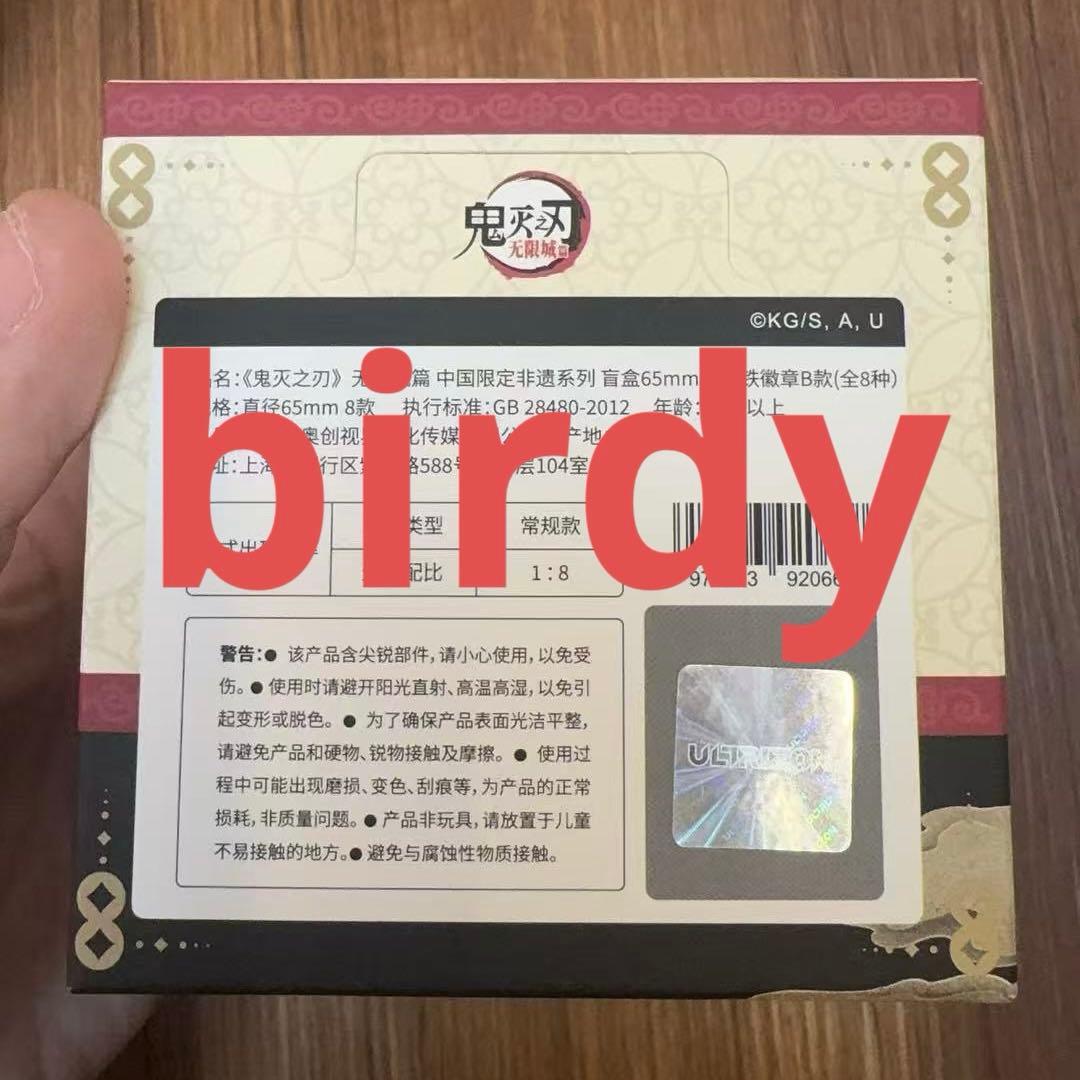 鬼灭之刃
无限城篇
©KG/S, A, U
名：《鬼灭之刃》无 篇 中国限定非遗系列 盲盒65mm 铁徽章B款(全8种)
格：直径65mm 8款 执行标准：GB 28480-2012 年龄： 以上
奥创视 化传媒 产地
址：上海 行区 路588号 层104室
birdy
类型 常规款
式出 配比 1:8
97 3 92066
警告：● 该产品含尖锐部件，请小心使用，以免受
伤。● 使用时请避开阳光直射、高温高湿，以免引
起变形或脱色。● 为了确保产品表面光洁平整，
请避免产品和硬物、锐物接触及摩擦。● 使用过
程中可能出现磨损、变色、刮痕等，为产品的正常
损耗，非质量问题。● 产品非玩具，请放置于儿童
不易接触的地方。● 避免与腐蚀性物质接触。